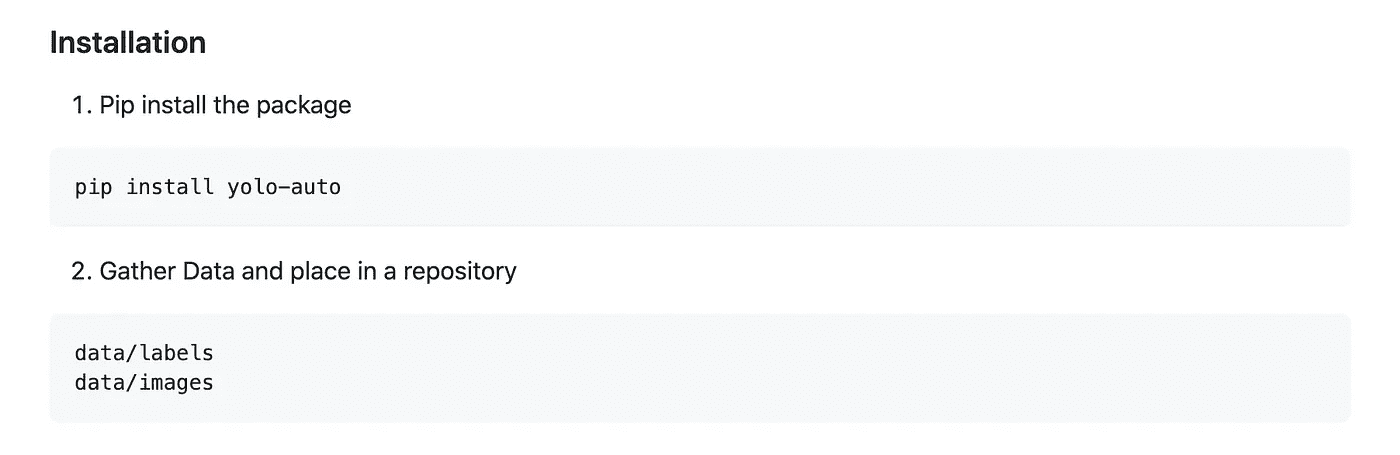 Installation
1. Pip install the package
pip install yolo-auto
2. Gather Data and place in a repository
data/labels
data/images